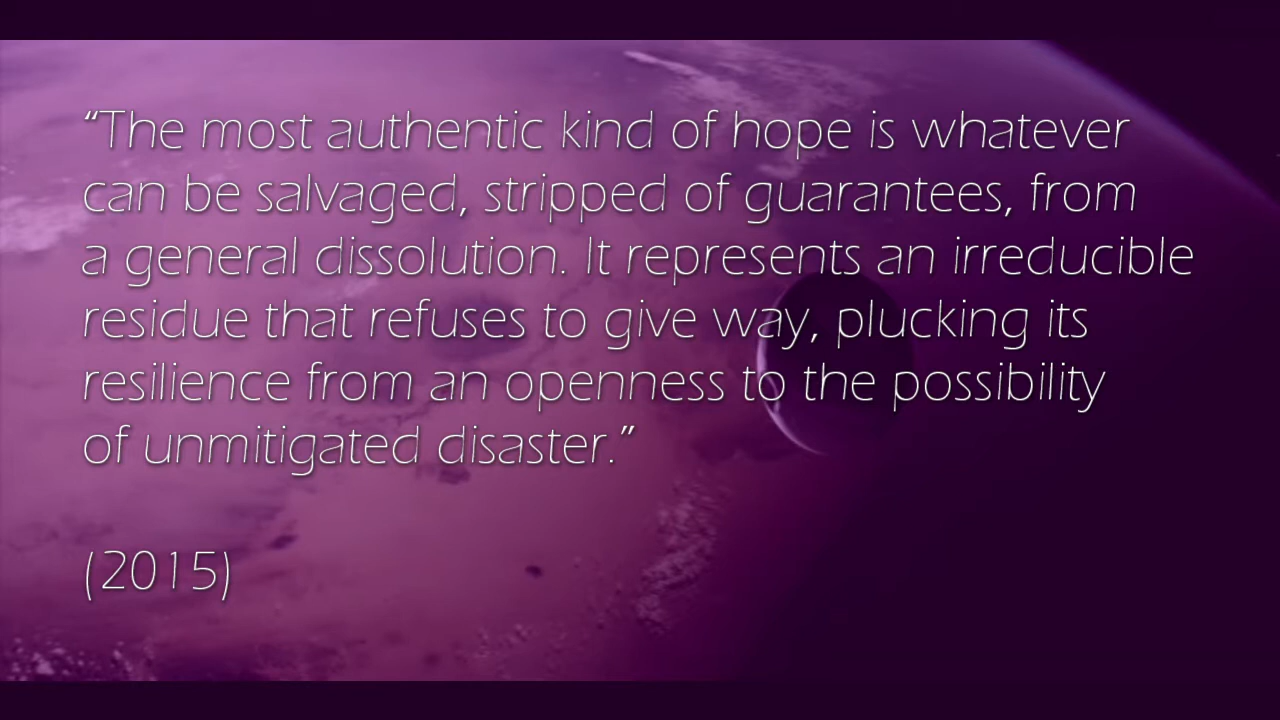 “The most authentic kind of hope is whatever
can be salvaged, stripped of guarantees, from
a general dissolution. It represents an irreducible
residue that refuses to give way, plucking its
resilience from an openness to the possibility
of unmitigated disaster.”
(2015)